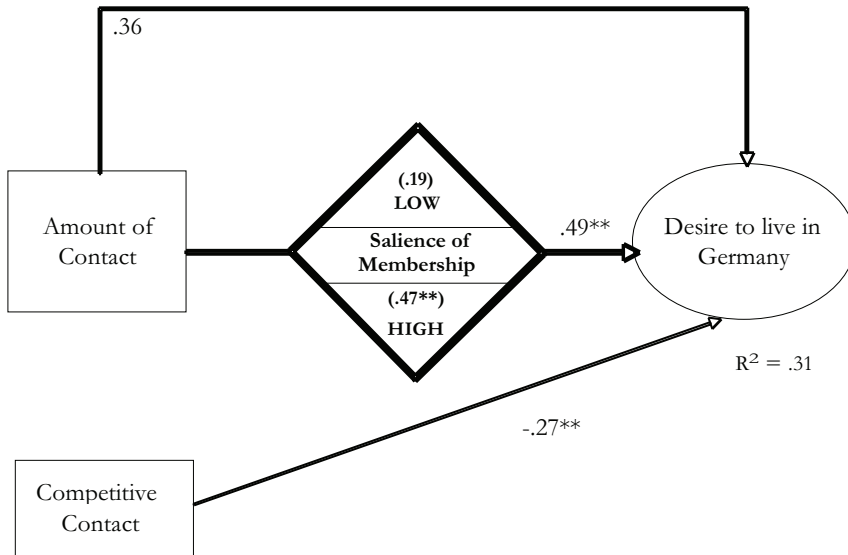 .36
(.19)
LOW
Amount of
Contact
Salience of
Membership
.49**
Desire to live in
Germany
(.47**)
HIGH
R² = .31
-.27**
Competitive
Contact